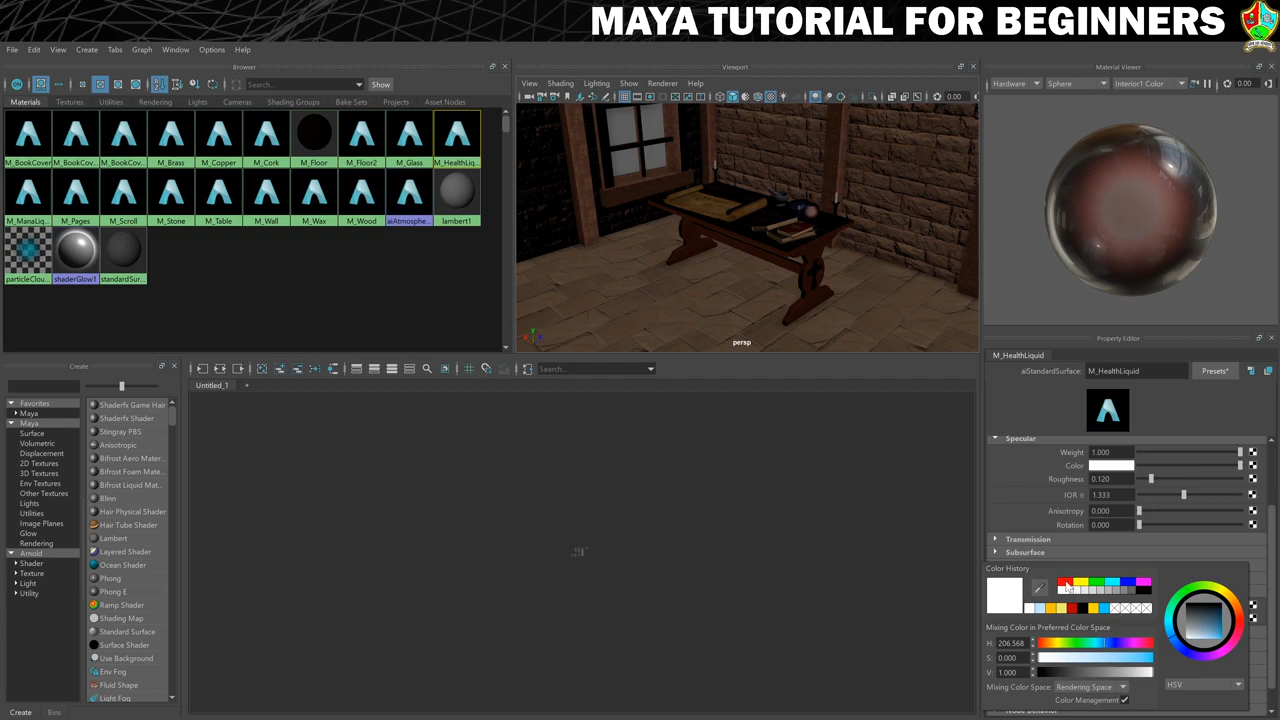 MAYA TUTORIAL FOR BEGINNERS
File Edit View Create Tabs Graph Window Options Help
Browser
Viewport
Material Viewer
ON
Search...
Show
View Shading Lighting Show Renderer Help
Hardware Sphere Interior1 Color 0.00
0.00
Materials Textures Utilities Rendering Lights Cameras Shading Groups Bake Sets Projects Asset Nodes
M_BookCover M_BookCov... M_BookCov... M_Brass M_Copper M_Cork M_Floor M_Floor2 M_Glass M_HealthLiq...
M_ManaLiq... M_Pages M_Scroll M_Stone M_Table M_Wall M_Wax M_Wood aiAtmosphe... lambert1
particleClou... shaderGlow1 standardSur...
persp
Create
Property Editor
M_HealthLiquid
aiStandardSurface: M_HealthLiquid Presets*
Search...
Untitled_1 +
Favorites
Maya
Maya
Surface
Volumetric
Displacement
2D Textures
3D Textures
Env Textures
Other Textures
Lights
Utilities
Image Planes
Glow
Rendering
Arnold
Shader
Texture
Light
Utility
Shaderfx Game Hair
Shaderfx Shader
Stingray PBS
Anisotropic
Bifrost Aero Mater...
Bifrost Foam Mate...
Bifrost Liquid Mat...
Blinn
Hair Physical Shader
Hair Tube Shader
Lambert
Layered Shader
Ocean Shader
Phong
Phong E
Ramp Shader
Shading Map
Standard Surface
Surface Shader
Use Background
Env Fog
Fluid Shape
Light Fog
Create Bins
Specular
Weight 1.000
Color
Roughness 0.120
IOR 1.333
Anisotropy 0.000
Rotation 0.000
Transmission
Subsurface
Color History
Mixing Color in Preferred Color Space
H: 206.568
S: 0.000
V: 1.000
HSV
Mixing Color Space: Rendering Space
Color Management